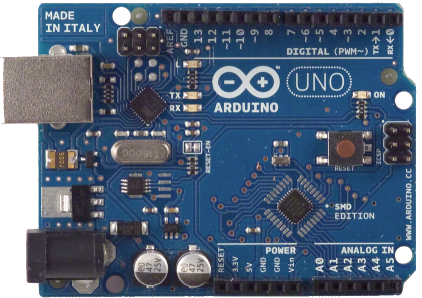 MADE
IN ITALY
AREF
GND
13
12
~11
~10
~9
8
7
~6
~5
4
~3
2
TX→1
RX←0
DIGITAL (PWM~)
L
TX
RX
ARDUINO
UNO
ON
RESET-EN
RESET
ICSP
SMD
EDITION
WWW.ARDUINO.CC
POWER
ANALOG IN
RESET
3.3V
5V
GND
GND
Vin
A0
A1
A2
A3
A4
A5
47
25V
47
25V